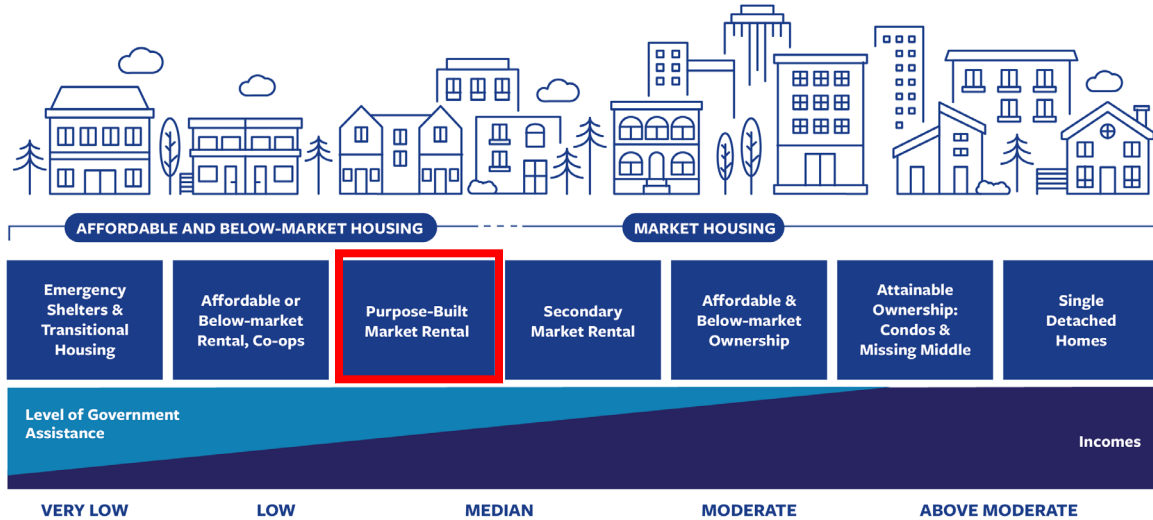 AFFORDABLE AND BELOW-MARKET HOUSING
MARKET HOUSING
Emergency
Shelters &
Transitional
Housing
Affordable or
Below-market
Rental, Co-ops
Purpose-Built
Market Rental
Secondary
Market Rental
Affordable &
Below-market
Ownership
Attainable
Ownership:
Condos &
Missing Middle
Single
Detached
Homes
Level of Government
Assistance
Incomes
VERY LOW
LOW
MEDIAN
MODERATE
ABOVE MODERATE